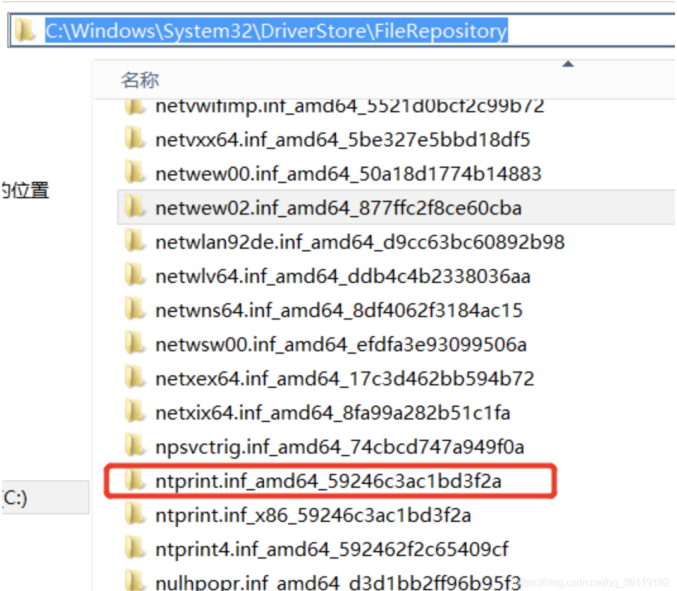 C:\Windows\System32\DriverStore\FileRepository
名称
netvwifimp.inf_amd64_5521d0bcf2c99b72
netvxx64.inf_amd64_5be327e5bbd18df5
netwew00.inf_amd64_50a18d1774b14883
的位置
netwew02.inf_amd64_877ffc2f8ce60cba
netwlan92de.inf_amd64_d9cc63bc60892b98
netwlv64.inf_amd64_ddb4c4b2338036aa
netwns64.inf_amd64_8df4062f3184ac15
netwsw00.inf_amd64_efdfa3e93099506a
netxex64.inf_amd64_17c3d462bb594b72
netxix64.inf_amd64_8fa99a282b51c1fa
npsvctrig.inf_amd64_74cbcd747a949f0a
ntprint.inf_amd64_59246c3ac1bd3f2a
(C:)
ntprint.inf_x86_59246c3ac1bd3f2a
ntprint4.inf_amd64_592462f2c65409cf
nulhpopr.inf_amd64_d3d1bb2ff96b95f3
https://blog.csdn.net/qq_36119192